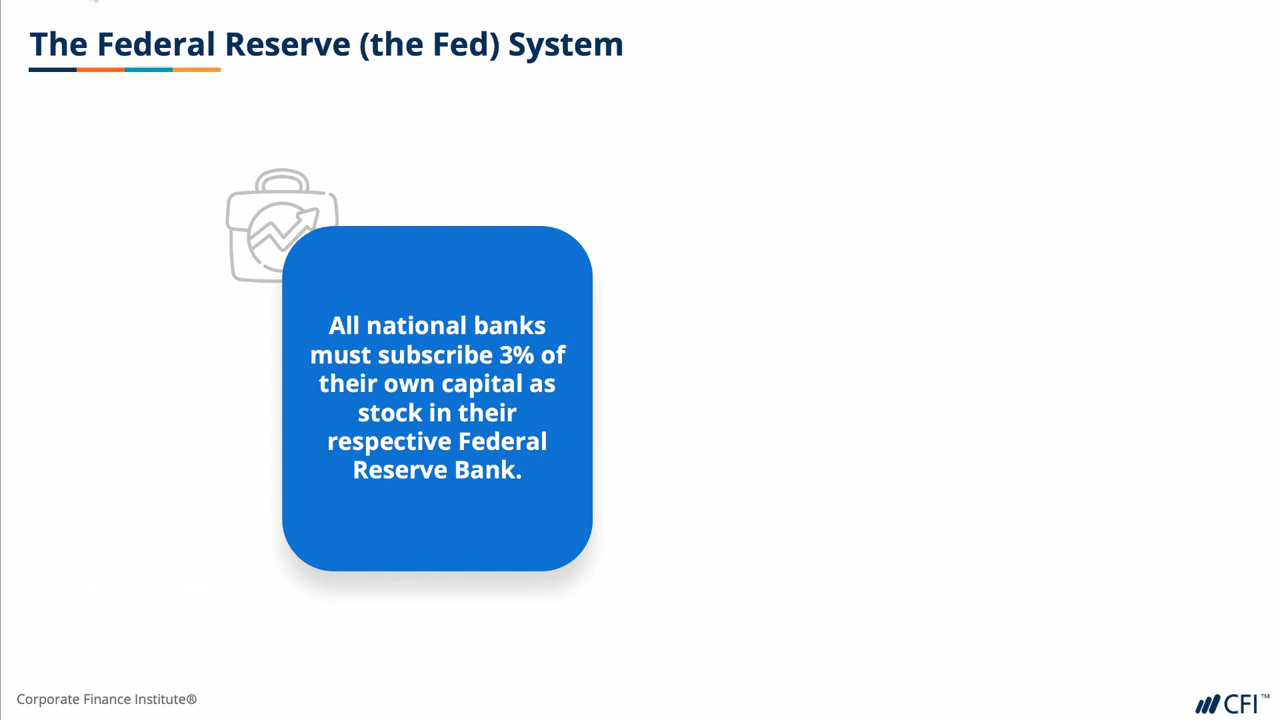 The Federal Reserve (the Fed) System
All national banks
must subscribe 3% of
their own capital as
stock in their
respective Federal
Reserve Bank.
Corporate Finance Institute®
CFI™